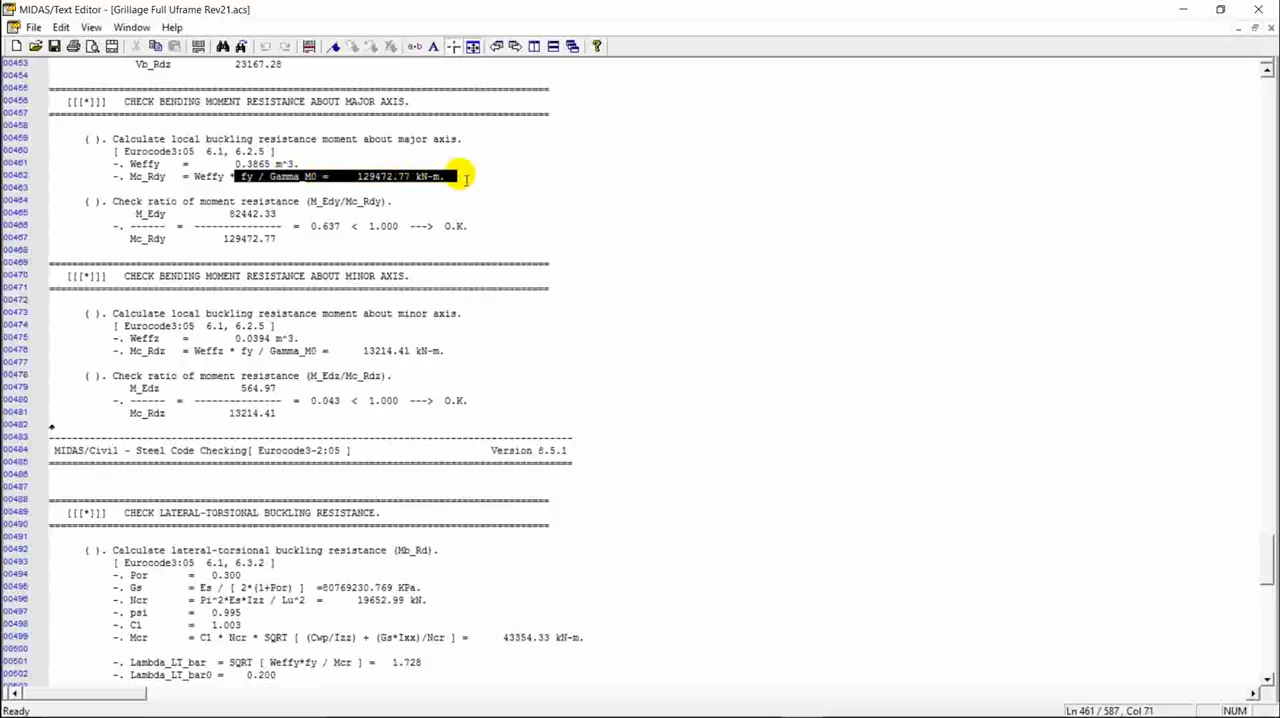 MIDAS/Text Editor - [Grillage Full Uframe Rev21.acs]
File Edit View Window Help
00453 Vb_Rdz 23167.28
00454
00455 ================================================================
00456 [[[*]]] CHECK BENDING MOMENT RESISTANCE ABOUT MAJOR AXIS.
00457 ================================================================
00458
00459 ( ). Calculate local buckling resistance moment about major axis.
00460 [ Eurocode3:05 6.1, 6.2.5 ]
00461 -. Weffy = 0.3865 m^3.
00462 -. Mc_Rdy = Weffy * fy / Gamma_M0 = 129472.77 kN-m.
00463
00464 ( ). Check ratio of moment resistance (M_Edy/Mc_Rdy).
00465 M_Edy 82442.33
00466 -. ------ = --------------- = 0.637 < 1.000 ---> O.K.
00467 Mc_Rdy 129472.77
00468
00469 ================================================================
00470 [[[*]]] CHECK BENDING MOMENT RESISTANCE ABOUT MINOR AXIS.
00471 ================================================================
00472
00473 ( ). Calculate local buckling resistance moment about minor axis.
00474 [ Eurocode3:05 6.1, 6.2.5 ]
00475 -. Weffz = 0.0394 m^3.
00476 -. Mc_Rdz = Weffz * fy / Gamma_M0 = 13214.41 kN-m.
00477
00478 ( ). Check ratio of moment resistance (M_Edz/Mc_Rdz).
00479 M_Edz 564.97
00480 -. ------ = --------------- = 0.043 < 1.000 ---> O.K.
00481 Mc_Rdz 13214.41
00482
00483 ----------------------------------------------------------------
00484 MIDAS/Civil - Steel Code Checking[ Eurocode3-2:05 ] Version 8.5.1
00485 ================================================================
00486
00487
00488 ================================================================
00489 [[[*]]] CHECK LATERAL-TORSIONAL BUCKLING RESISTANCE.
00490 ================================================================
00491
00492 ( ). Calculate lateral-torsional buckling resistance (Mb_Rd).
00493 [ Eurocode3:05 6.1, 6.3.2 ]
00494 -. Por = 0.300
00495 -. Gs = Es / [ 2*(1+Por) ] =80769230.769 KPa.
00496 -. Ncr = Pi^2*Es*Izz / Lu^2 = 19652.99 kN.
00497 -. psi = 0.995
00498 -. C1 = 1.003
00499 -. Mcr = C1 * Ncr * SQRT [ (Cwp/Izz) + (Gs*Ixx)/Ncr ] = 43354.33 kN-m.
00500
00501 -. Lambda_LT_bar = SQRT [ Weffy*fy / Mcr ] = 1.728
00502 -. Lambda_LT_bar0 = 0.200
Ready Ln 461 / 587, Col 71 NUM